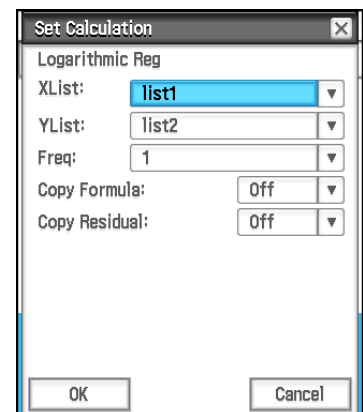 Set Calculation
Logarithmic Reg
XList: list1
YList: list2
Freq: 1
Copy Formula: Off
Copy Residual: Off
OK Cancel